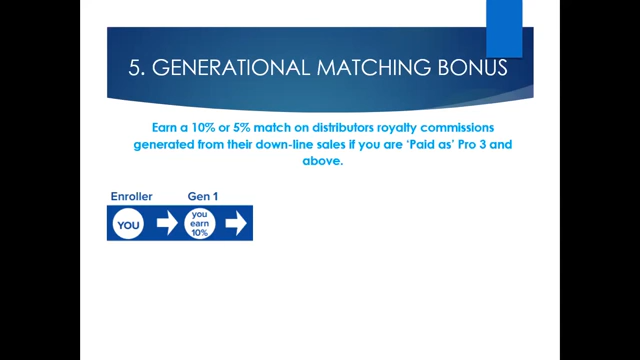 5. GENERATIONAL MATCHING BONUS
Earn a 10% or 5% match on distributors royalty commissions
generated from their down-line sales if you are ‘Paid as’ Pro 3 and
above.
Enroller Gen 1
YOU
you
earn
10%